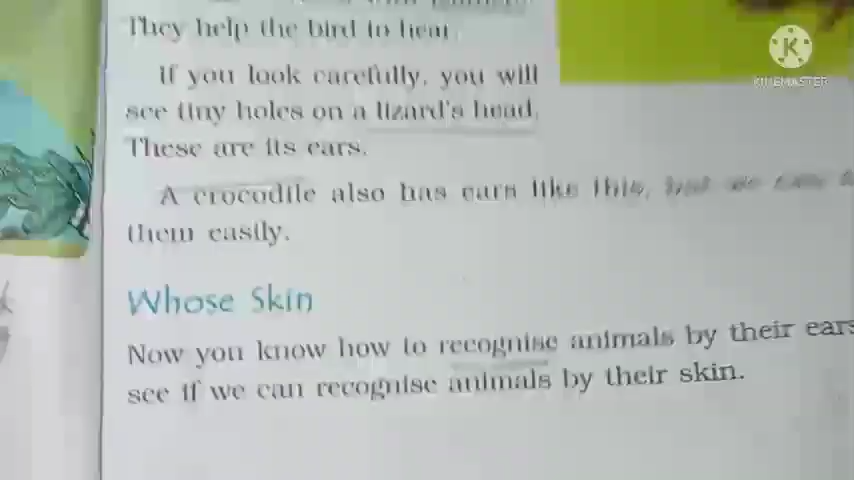 They help the bird to hear.
If you look carefully, you will
see tiny holes on a lizard's head.
These are its ears.
A crocodile also has ears like this, but we
them easily.
Whose Skin
Now you know how to recognise animals by their ears
see if we can recognise animals by their skin.
K
KINEMASTER